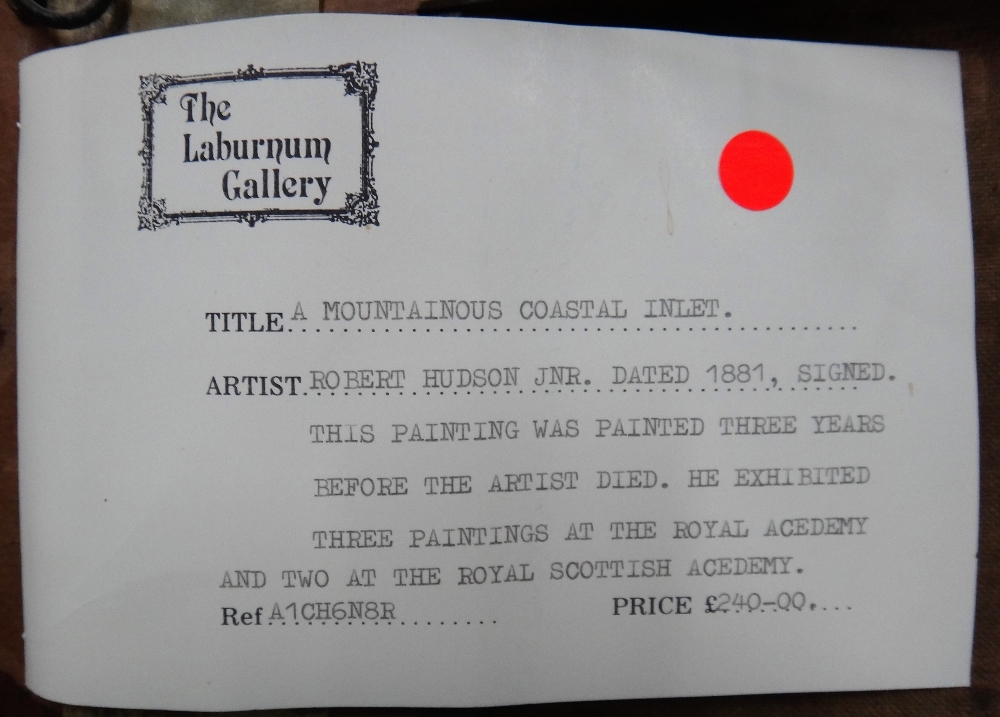 The
Laburnum
Gallery
TITLE A MOUNTAINOUS COASTAL INLET.
ARTIST ROBERT HUDSON JNR. DATED 1881, SIGNED.
THIS PAINTING WAS PAINTED THREE YEARS
BEFORE THE ARTIST DIED. HE EXHIBITED
THREE PAINTINGS AT THE ROYAL ACEDEMY
AND TWO AT THE ROYAL SCOTTISH ACEDEMY.
Ref A1CH6N8R PRICE £240-00.